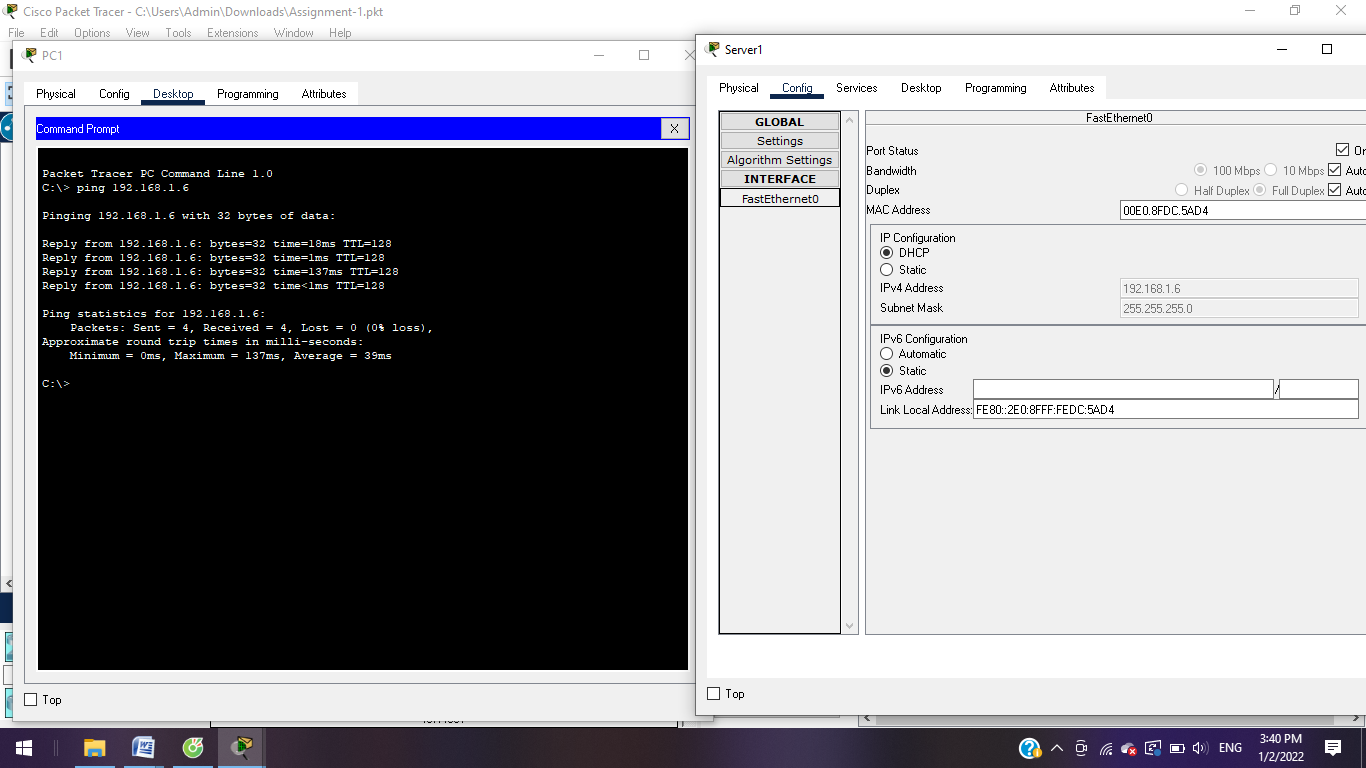 Cisco Packet Tracer - C:\Users\Admin\Downloads\Assignment-1.pkt
File Edit Options View Tools Extensions Window Help
PC1
Physical Config Desktop Programming Attributes
Command Prompt X
Packet Tracer PC Command Line 1.0
C:\> ping 192.168.1.6
Pinging 192.168.1.6 with 32 bytes of data:
Reply from 192.168.1.6: bytes=32 time=18ms TTL=128
Reply from 192.168.1.6: bytes=32 time=1ms TTL=128
Reply from 192.168.1.6: bytes=32 time=137ms TTL=128
Reply from 192.168.1.6: bytes=32 time<1ms TTL=128
Ping statistics for 192.168.1.6:
Packets: Sent = 4, Received = 4, Lost = 0 (0% loss),
Approximate round trip times in milli-seconds:
Minimum = 0ms, Maximum = 137ms, Average = 39ms
C:\>
Top
Server1
Physical Config Services Desktop Programming Attributes
GLOBAL
Settings
Algorithm Settings
INTERFACE
FastEthernet0
FastEthernet0
Port Status On
Bandwidth 100 Mbps 10 Mbps Auto
Duplex Half Duplex Full Duplex Auto
MAC Address 00E0.8FDC.5AD4
IP Configuration
DHCP
Static
IPv4 Address 192.168.1.6
Subnet Mask 255.255.255.0
IPv6 Configuration
Automatic
Static
IPv6 Address /
Link Local Address: FE80::2E0:8FFF:FEDC:5AD4
Top
ENG
3:40 PM
1/2/2022